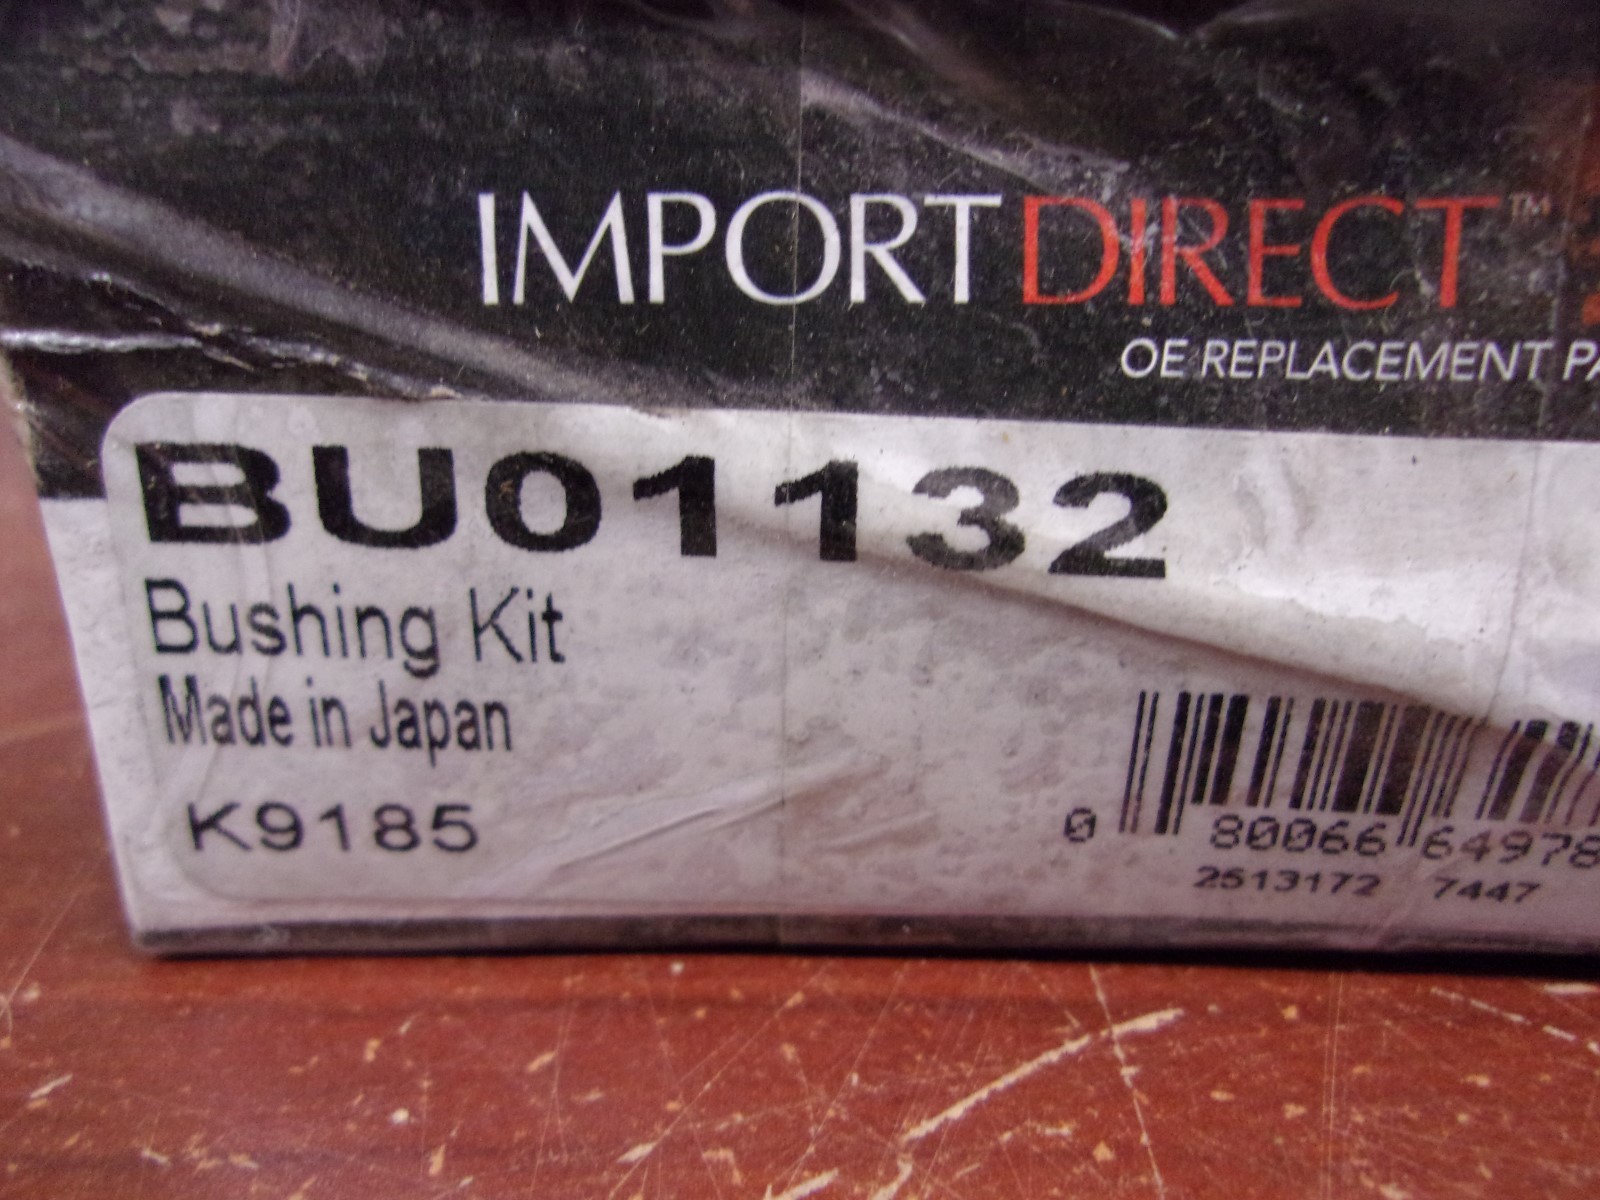 IMPORT DIRECT™
OE REPLACEMENT PA
BU01132
Bushing Kit
Made in Japan
K9185
0 80066 64978
2513172 7447